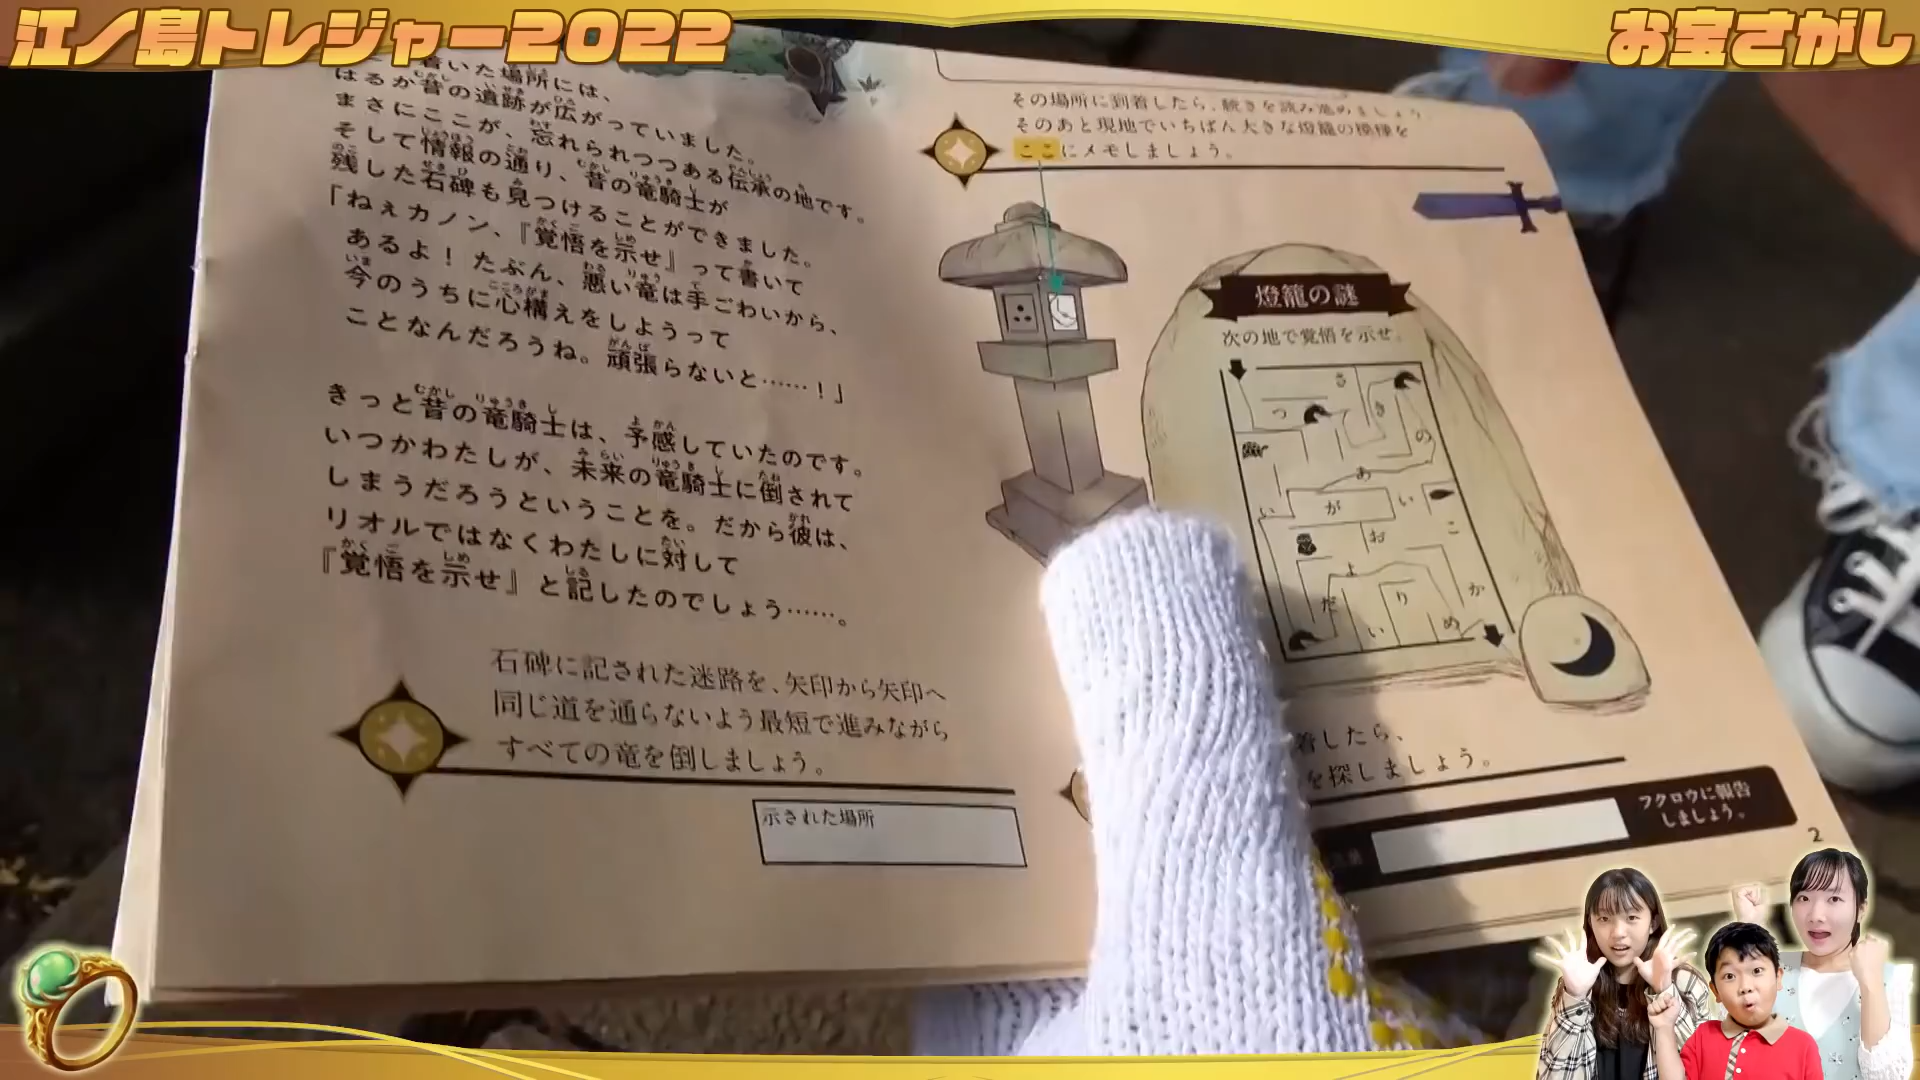 江ノ島トレジャー2022
お宝さがし
着いた場所には、
はるか昔の遺跡が広がっていました。
まさにここが、忘れられつつある伝承の地です。
そして情報の通り、昔の竜騎士が
残した石碑も見つけることができました。
「ねぇカノン、『覚悟を示せ』って書いて
あるよ！たぶん、悪い竜は手ごわいから、
今のうちに心構えをしようって
ことなんだろうね。頑張らないと……！」
きっと昔の竜騎士は、予感していたのです。
いつかわたしが、未来の竜騎士に倒されて
しまうだろうということを。だから彼は、
リオルではなくわたしに対して
『覚悟を示せ』と記したのでしょう……。
石碑に記された迷路を、矢印から矢印へ
同じ道を通らないよう最短で進みながら
すべての竜を倒しましょう。
示された場所
その場所に到着したら、続きを読み進めましょう。
そのあと現地でいちばん大きな燈籠の模様を
ここにメモしましょう。
燈籠の謎
次の地で覚悟を示せ。
さ
つ
き
て
の
あ
い
が
い
こ
お
よ
だ
り
か
い
め
着したら、
を探しましょう。
フクロウに報告
しましょう。
2